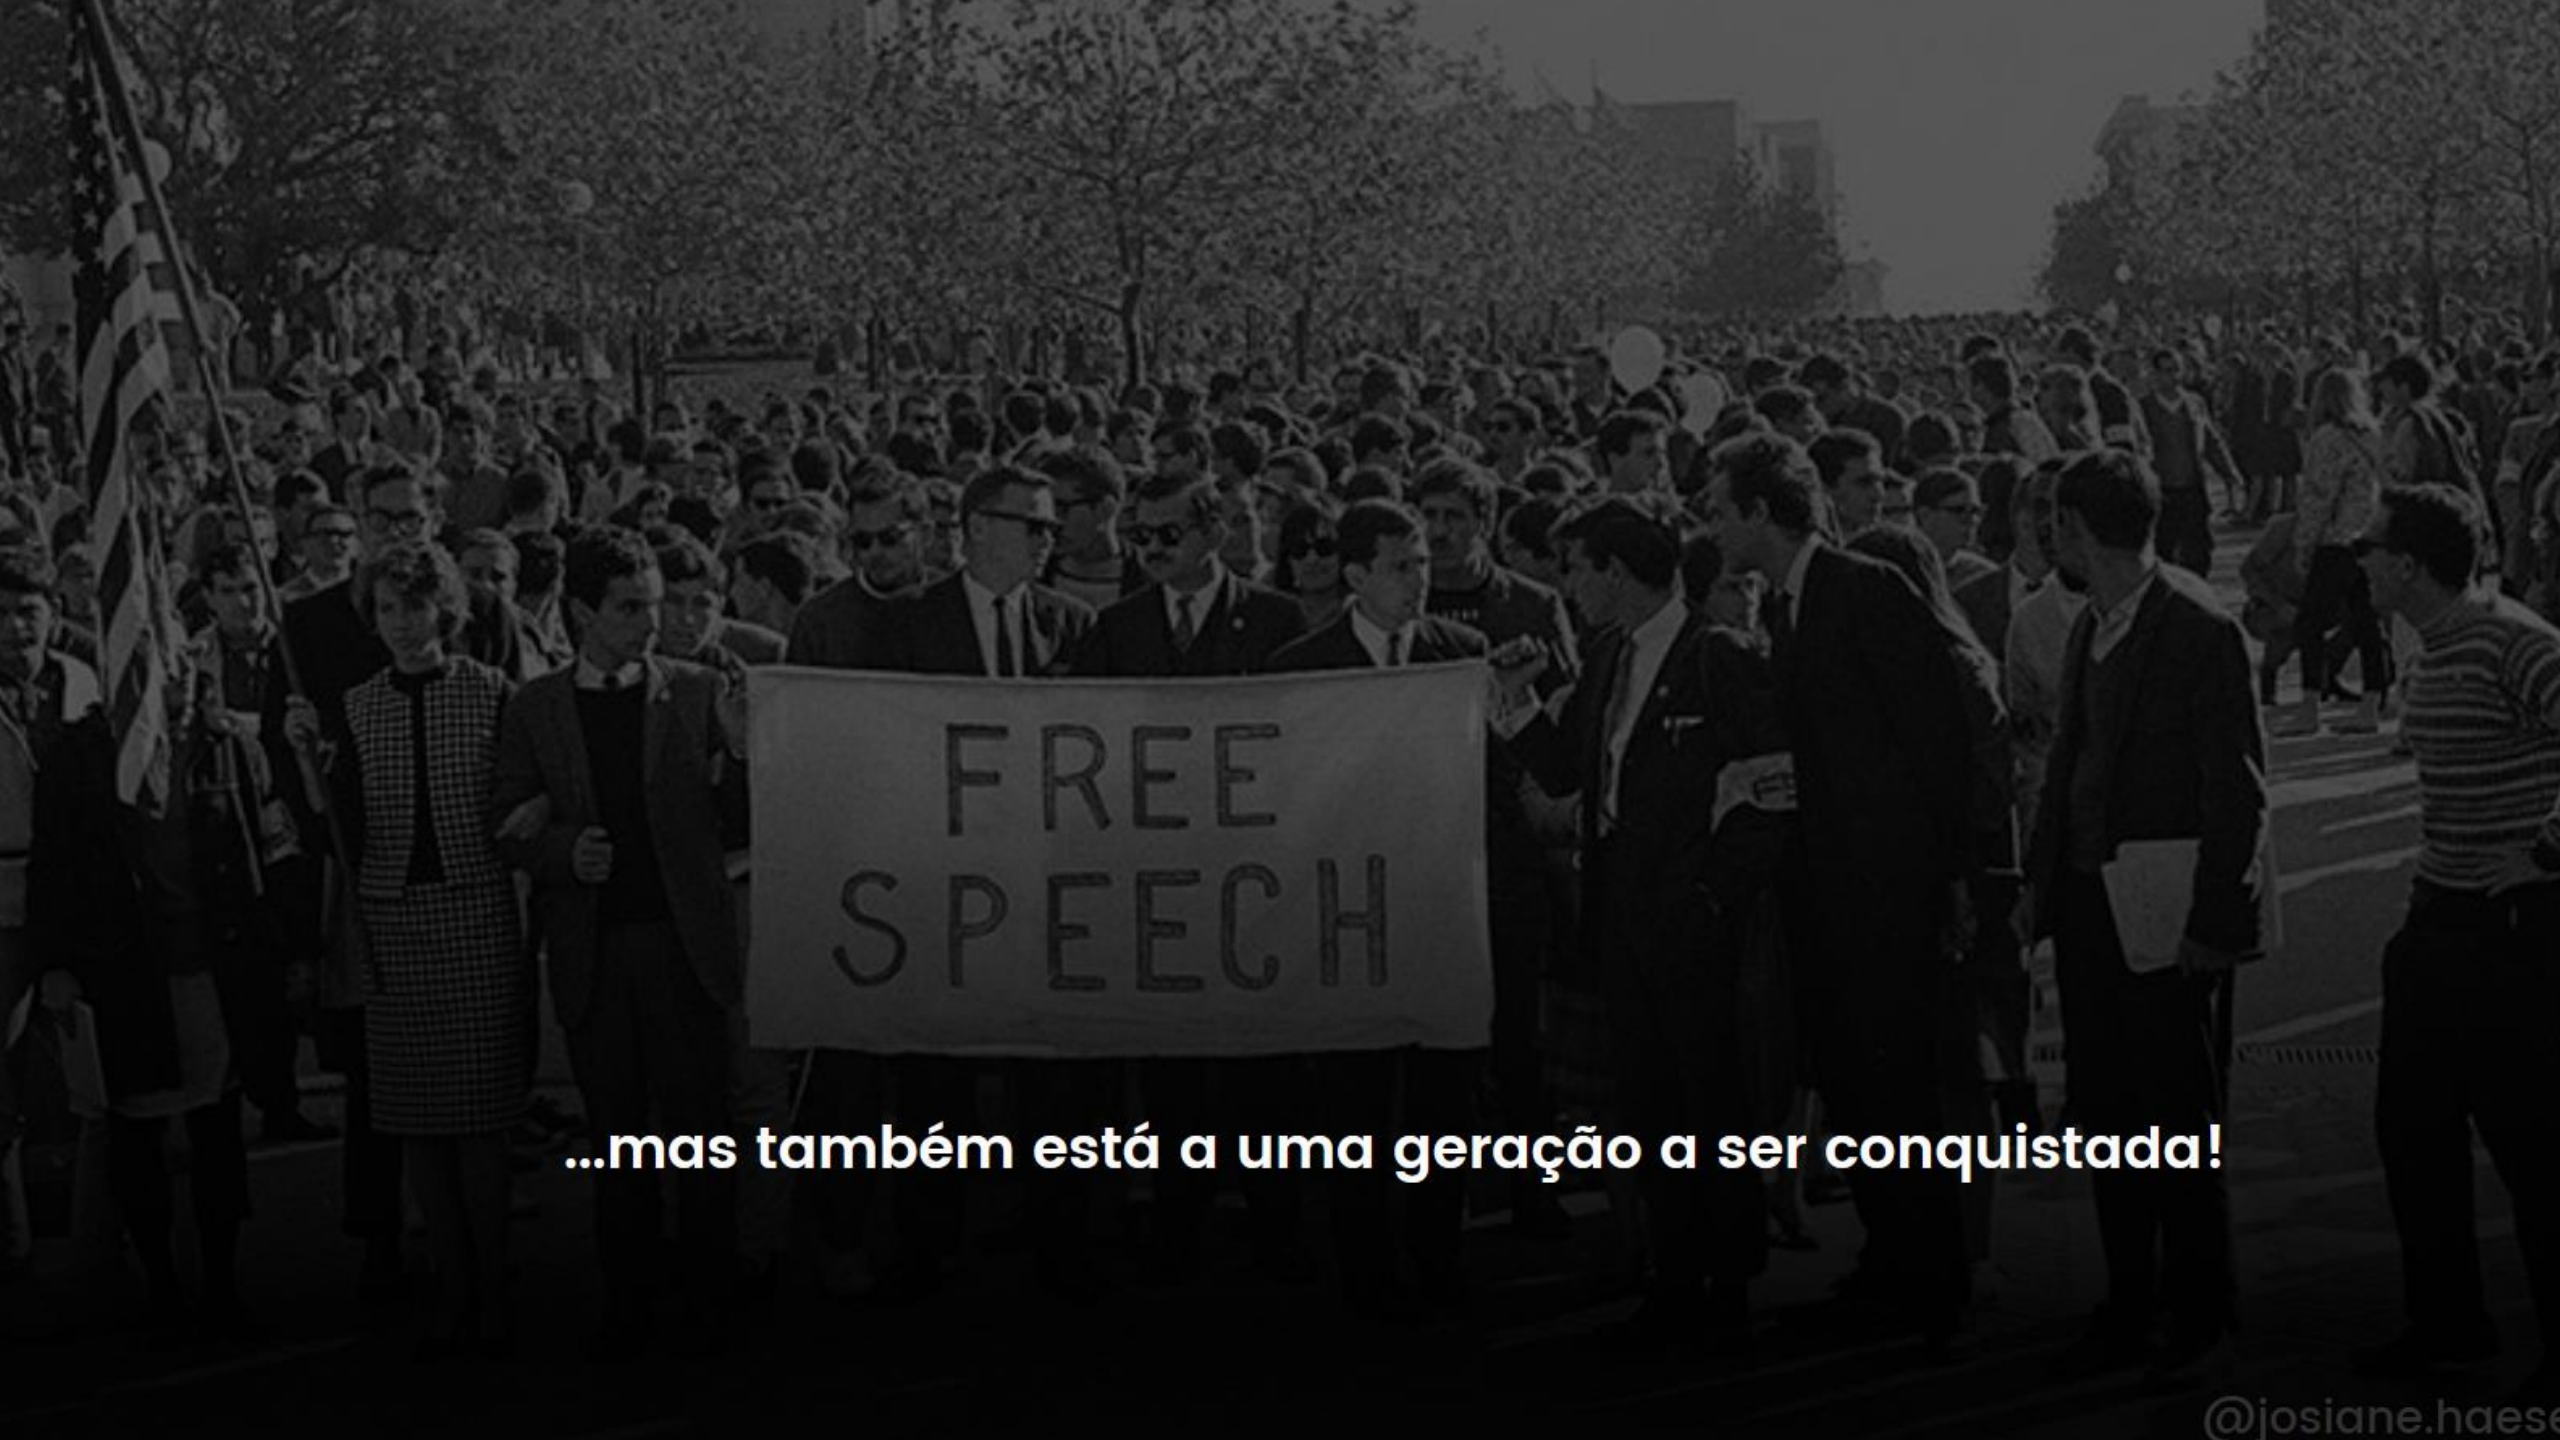 FREE
SPEECH
...mas também está a uma geração a ser conquistada!
@josiane.haese